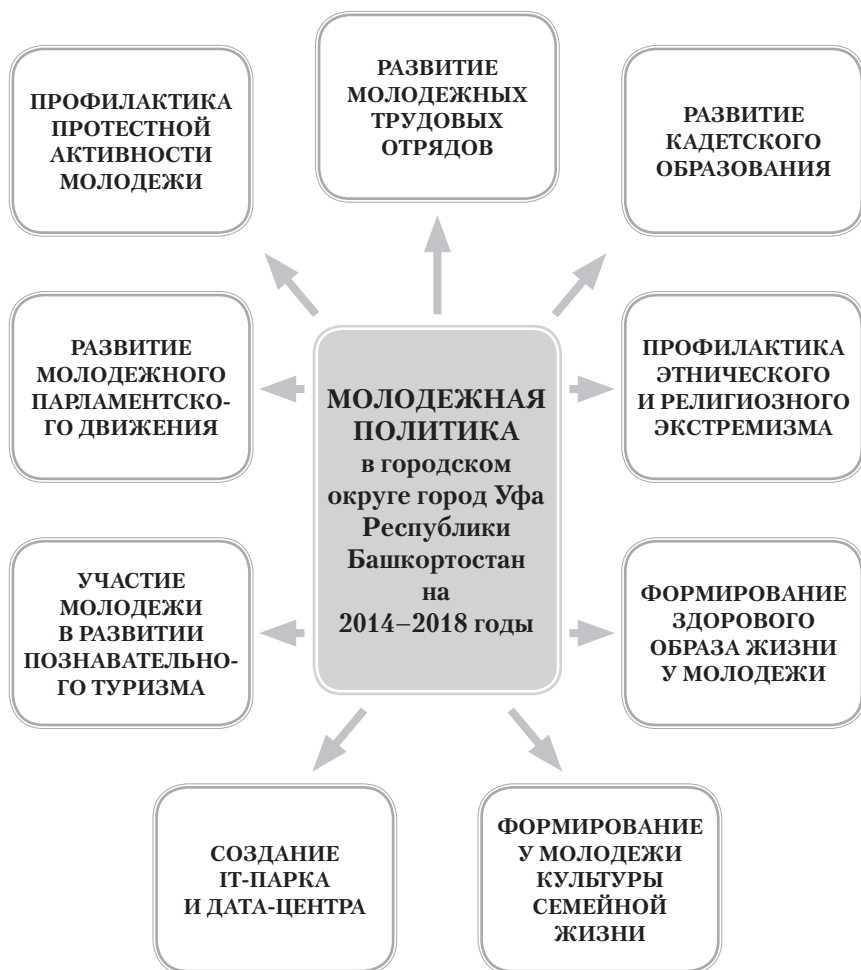 ПРОФИЛАКТИКА
ПРОТЕСТНОЙ
АКТИВНОСТИ
МОЛОДЕЖИ
РАЗВИТИЕ
МОЛОДЕЖНЫХ
ТРУДОВЫХ
ОТРЯДОВ
РАЗВИТИЕ
КАДЕТСКОГО
ОБРАЗОВАНИЯ
РАЗВИТИЕ
МОЛОДЕЖНОГО
ПАРЛАМЕНТСКО-
ГО ДВИЖЕНИЯ
МОЛОДЕЖНАЯ
ПОЛИТИКА
в городском
округе город Уфа
Республики
Башкортостан
на
2014–2018 годы
ПРОФИЛАКТИКА
ЭТНИЧЕСКОГО
И РЕЛИГИОЗНОГО
ЭКСТРЕМИЗМА
УЧАСТИЕ
МОЛОДЕЖИ
В РАЗВИТИИ
ПОЗНАВАТЕЛЬНО-
ГО ТУРИЗМА
ФОРМИРОВАНИЕ
ЗДОРОВОГО
ОБРАЗА ЖИЗНИ
У МОЛОДЕЖИ
СОЗДАНИЕ
IT-ПАРКА
И ДАТА-ЦЕНТРА
ФОРМИРОВАНИЕ
У МОЛОДЕЖИ
КУЛЬТУРЫ
СЕМЕЙНОЙ
ЖИЗНИ